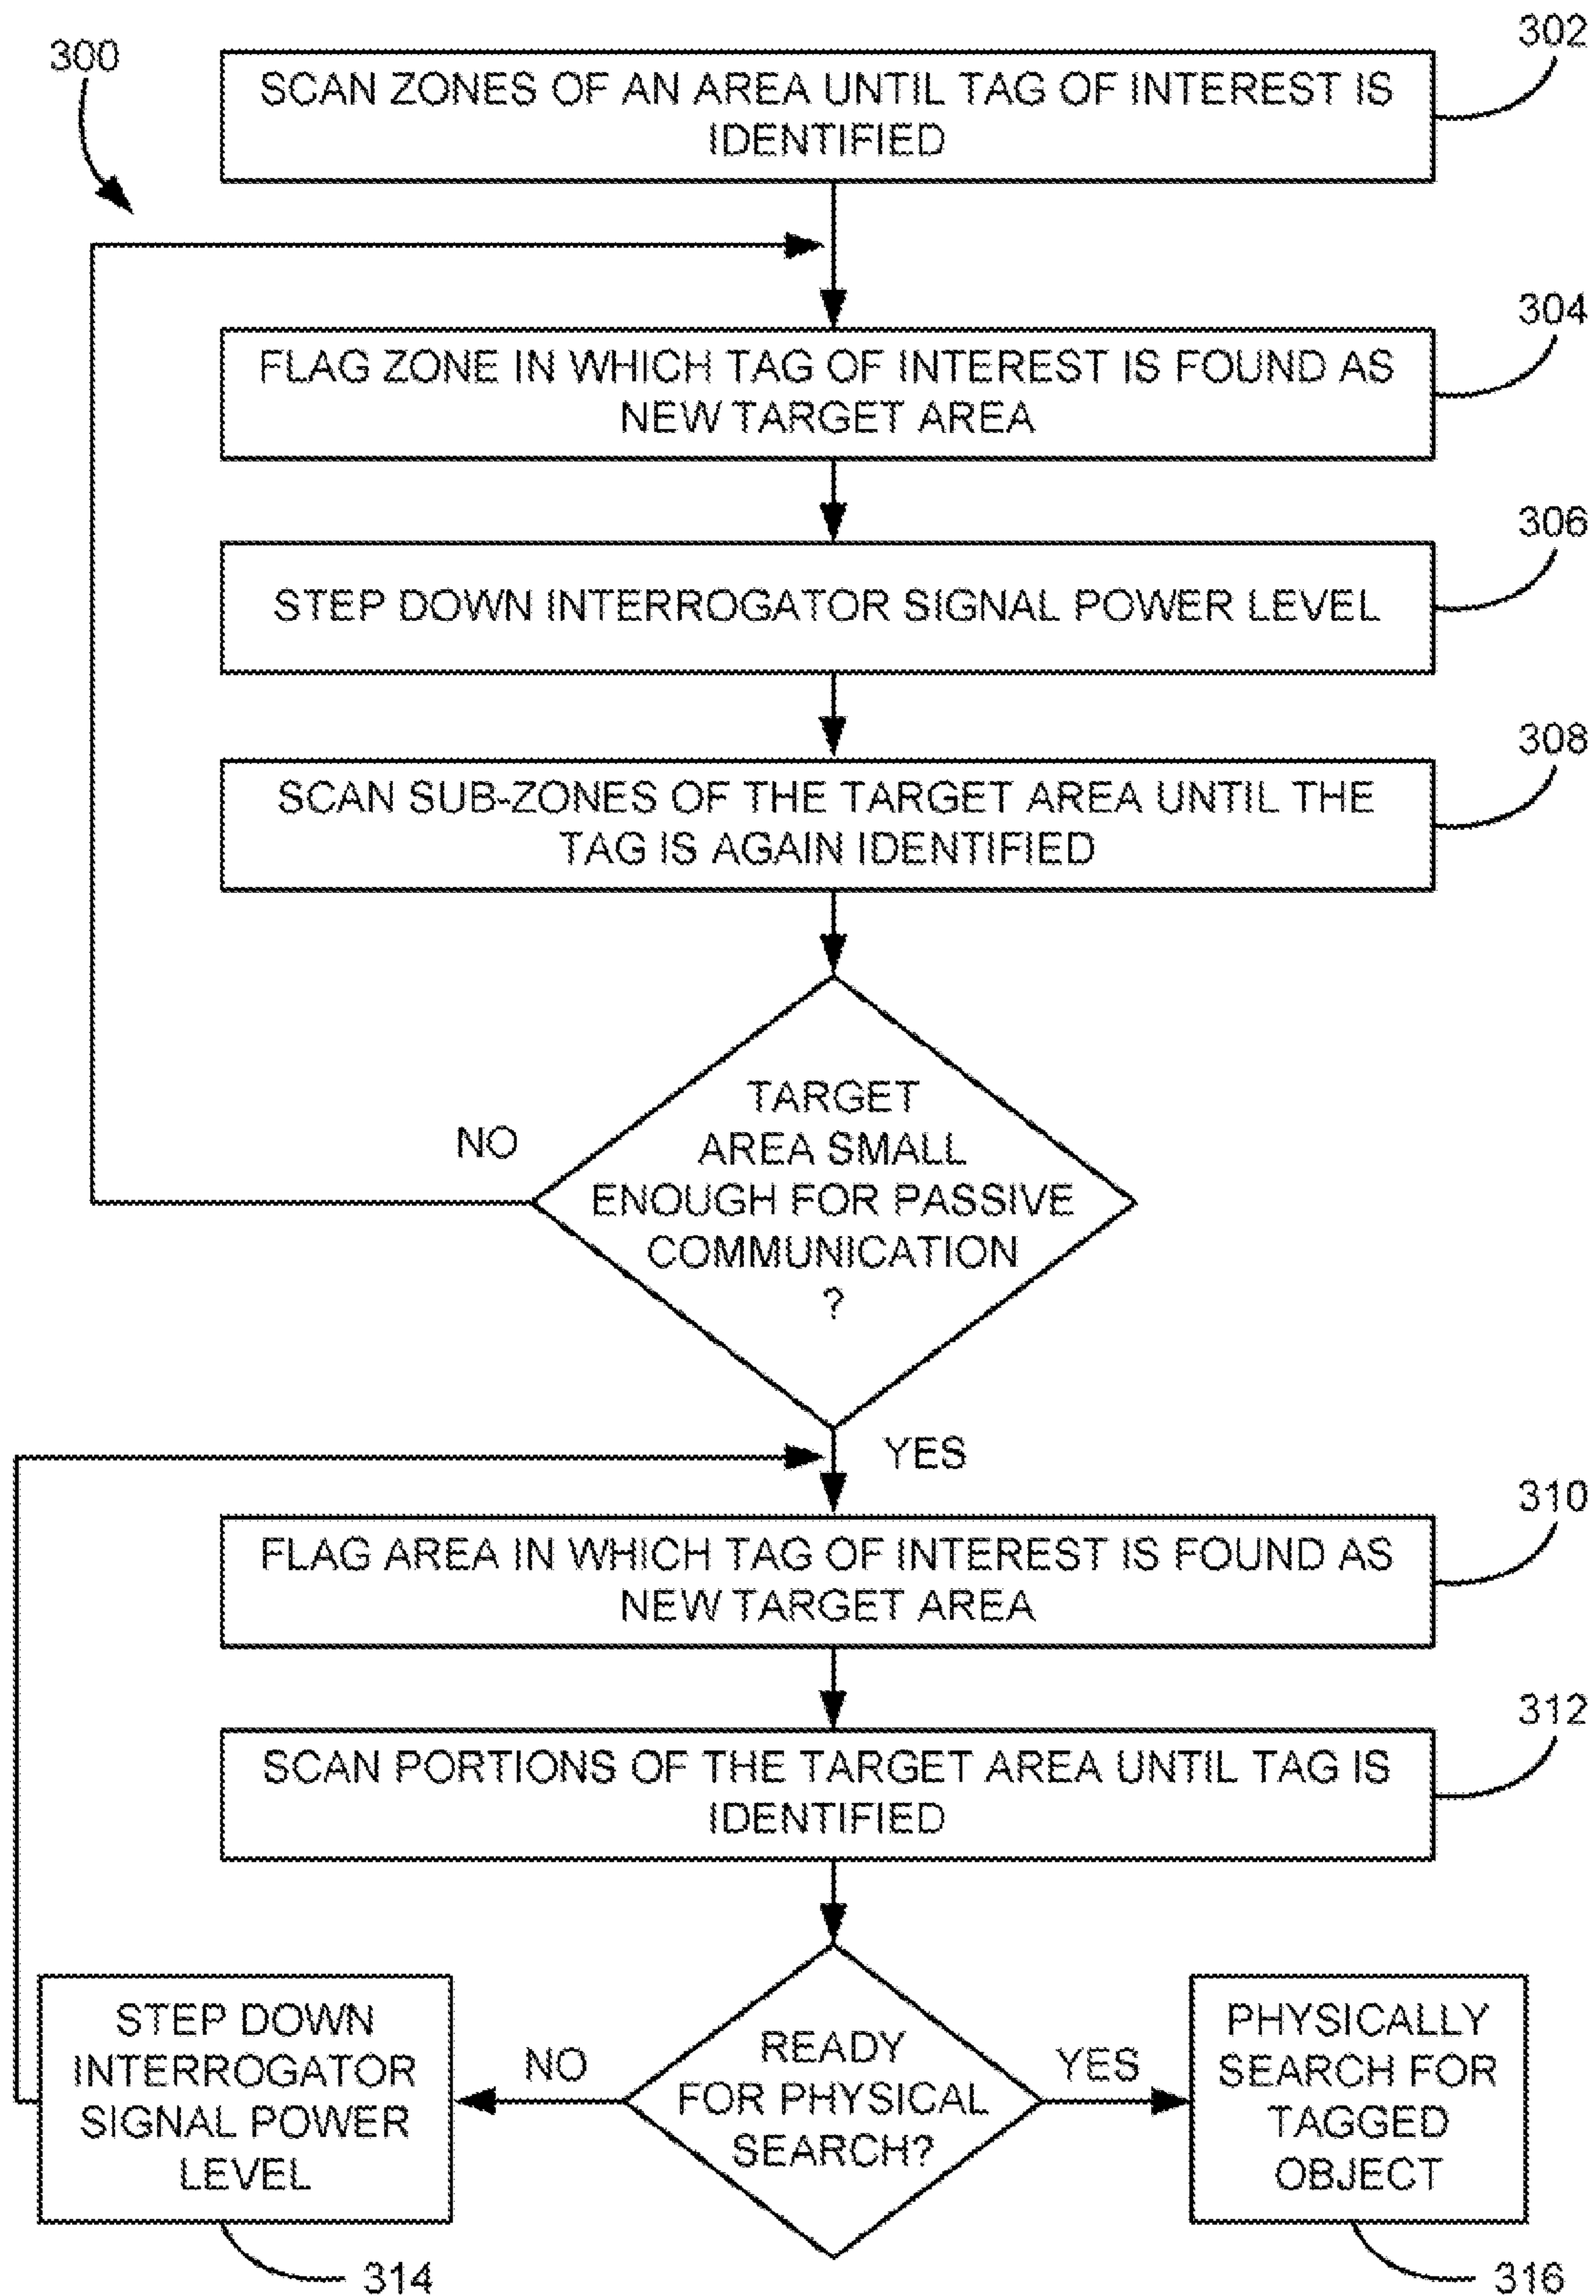 300
302
SCAN ZONES OF AN AREA UNTIL TAG OF INTEREST IS
IDENTIFIED
304
FLAG ZONE IN WHICH TAG OF INTEREST IS FOUND AS
NEW TARGET AREA
306
STEP DOWN INTERROGATOR SIGNAL POWER LEVEL
308
SCAN SUB-ZONES OF THE TARGET AREA UNTIL THE
TAG IS AGAIN IDENTIFIED
TARGET
AREA SMALL
ENOUGH FOR PASSIVE
COMMUNICATION
?
NO
YES
310
FLAG AREA IN WHICH TAG OF INTEREST IS FOUND AS
NEW TARGET AREA
312
SCAN PORTIONS OF THE TARGET AREA UNTIL TAG IS
IDENTIFIED
READY
FOR PHYSICAL
SEARCH?
NO
YES
STEP DOWN
INTERROGATOR
SIGNAL POWER
LEVEL
314
PHYSICALLY
SEARCH FOR
TAGGED
OBJECT
316